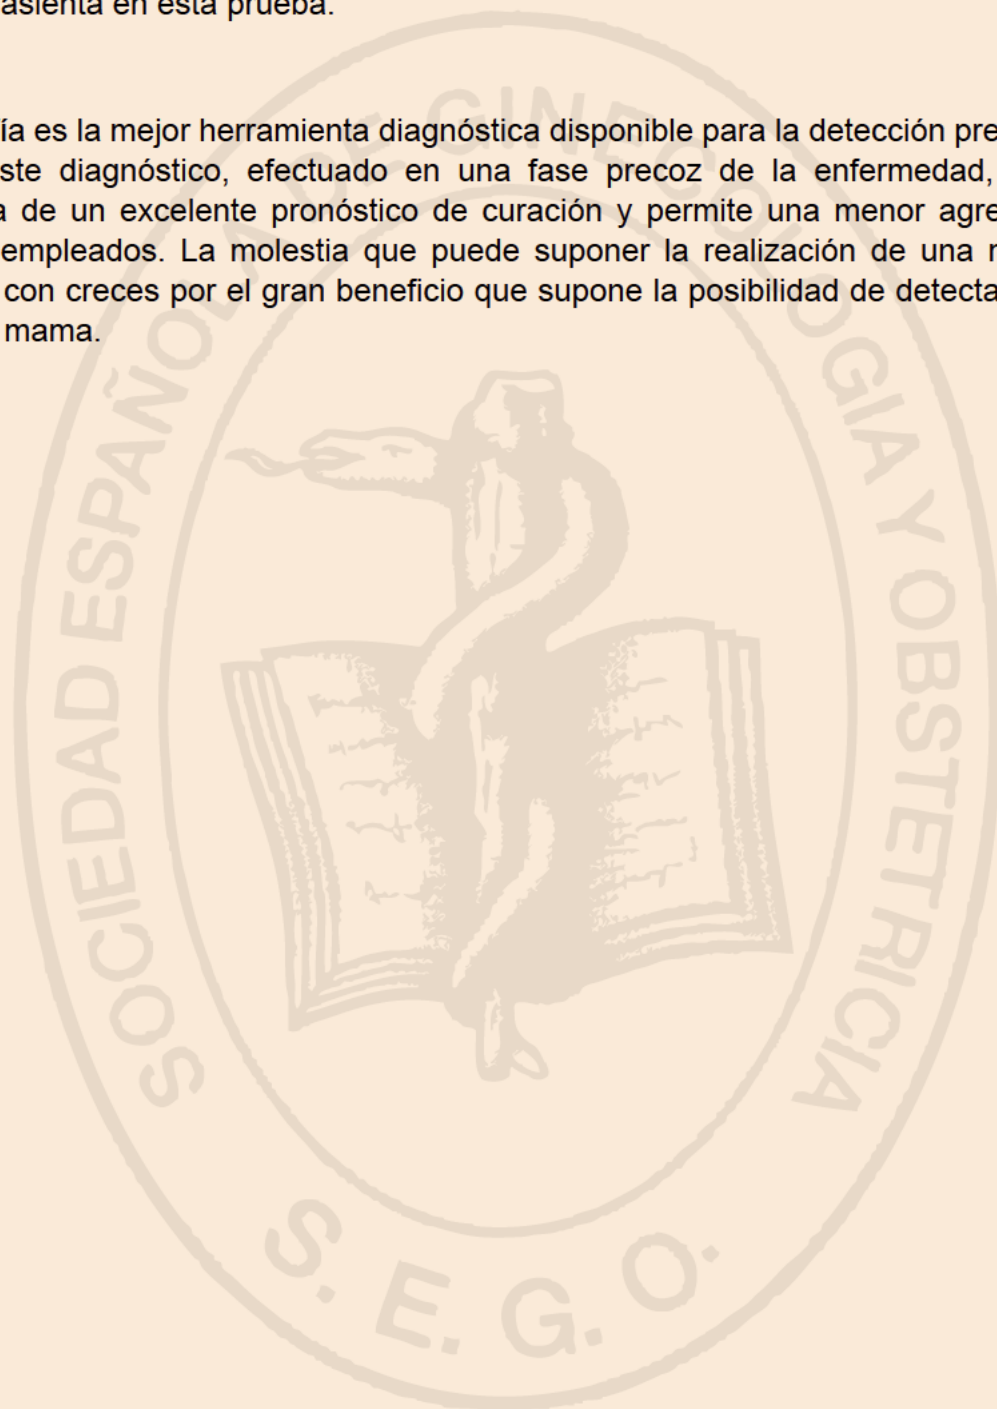 asienta en esta prueba.
ía es la mejor herramienta diagnóstica disponible para la detección pre
ste diagnóstico, efectuado en una fase precoz de la enfermedad,
a de un excelente pronóstico de curación y permite una menor agre
empleados. La molestia que puede suponer la realización de una
con creces por el gran beneficio que supone la posibilidad de detecta
mama.
SOCIEDAD ESPAÑOLA DE GINECOLOGÍA Y OBSTETRICIA
S. E. G. O.